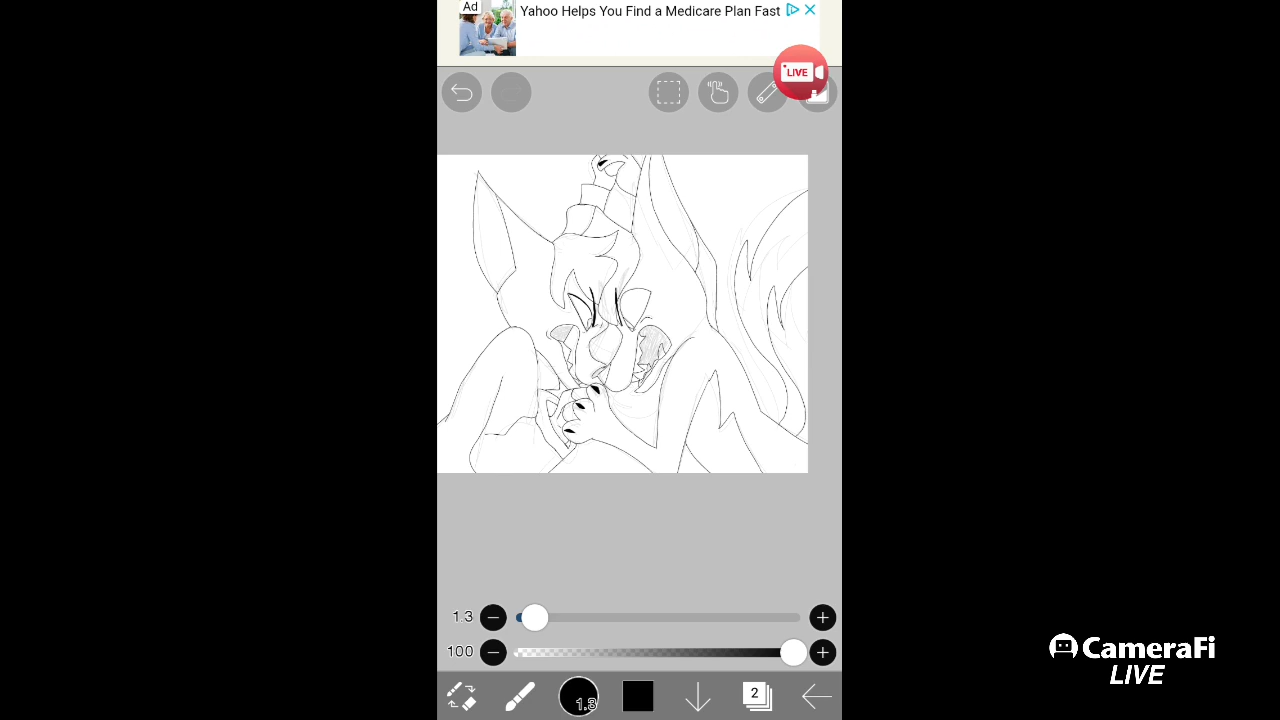 Ad
Yahoo Helps You Find a Medicare Plan Fast
LIVE
1.3
100
1.3
2
CameraFi
LIVE